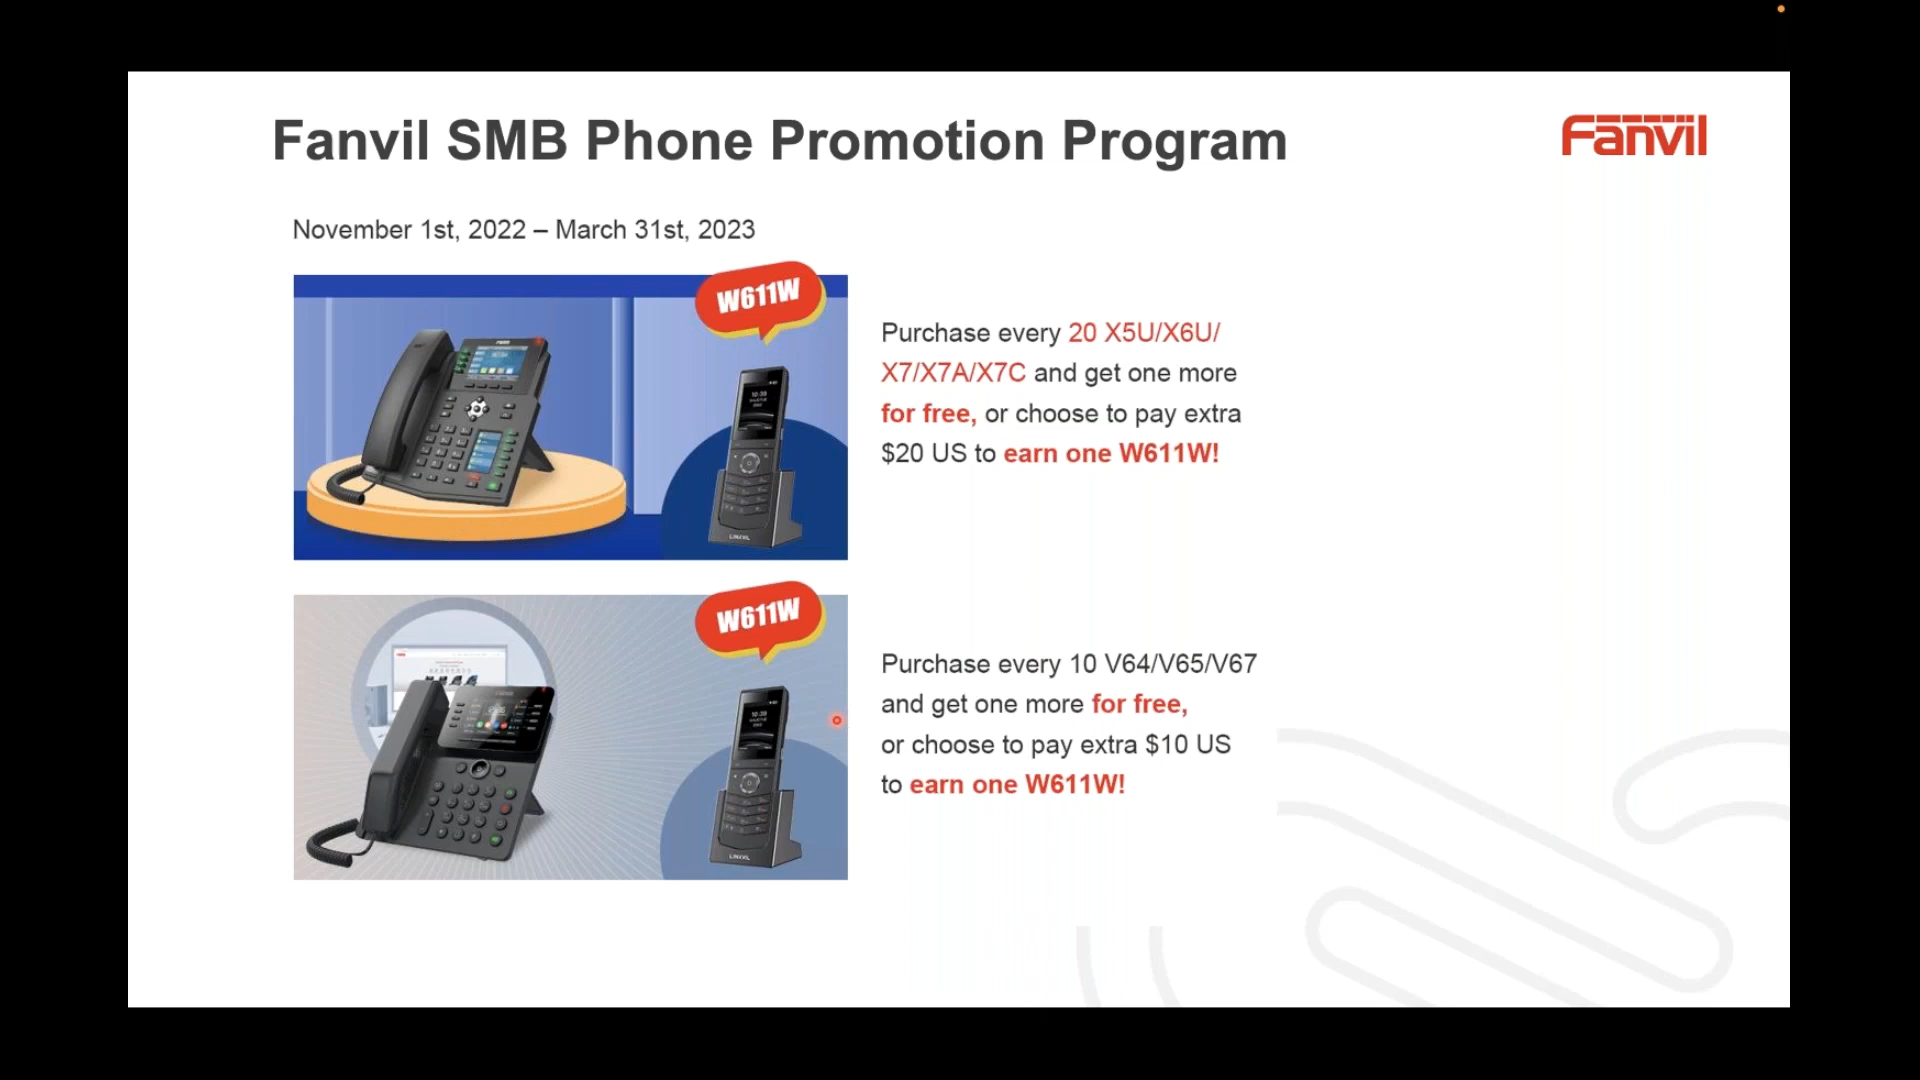 Fanvil SMB Phone Promotion Program
Fanvil
November 1st, 2022 – March 31st, 2023
W611W
Purchase every 20 X5U/X6U/
X7/X7A/X7C and get one more
for free, or choose to pay extra
$20 US to earn one W611W!
LINKVIL
W611W
Purchase every 10 V64/V65/V67
and get one more for free,
or choose to pay extra $10 US
to earn one W611W!
LINKVIL